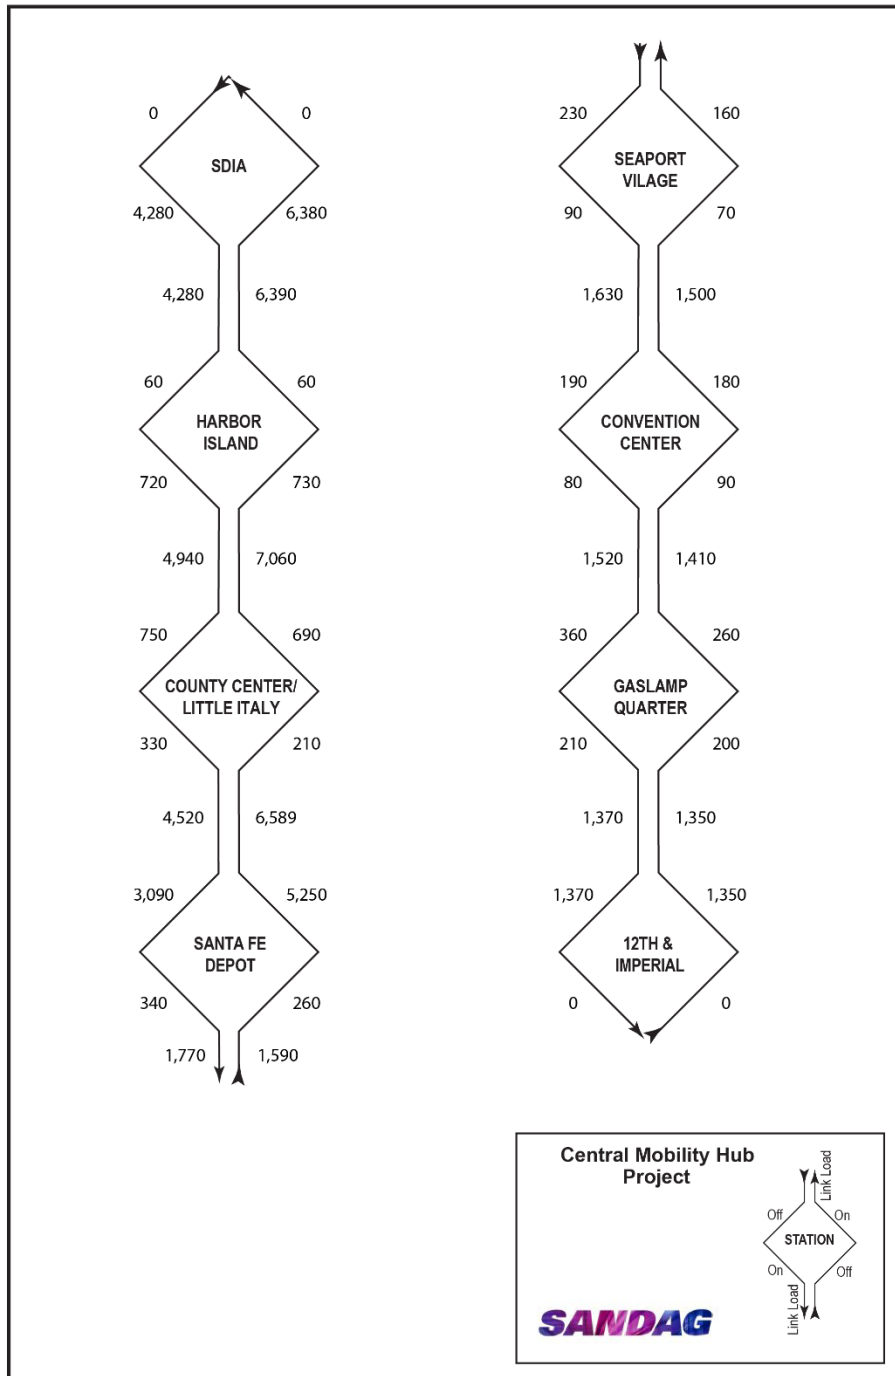 0 0
SDIA
4,280 6,380
4,280 6,390
60 60
HARBOR
ISLAND
720 730
4,940 7,060
750 690
COUNTY CENTER/
LITTLE ITALY
330 210
4,520 6,589
3,090 5,250
SANTA FE
DEPOT
340 260
1,770 1,590
230 160
SEAPORT
VILAGE
90 70
1,630 1,500
190 180
CONVENTION
CENTER
80 90
1,520 1,410
360 260
GASLAMP
QUARTER
210 200
1,370 1,350
1,370 1,350
12TH &
IMPERIAL
0 0
Central Mobility Hub
Project
Link Load
Off On
STATION
On Off
Link Load
SANDAG